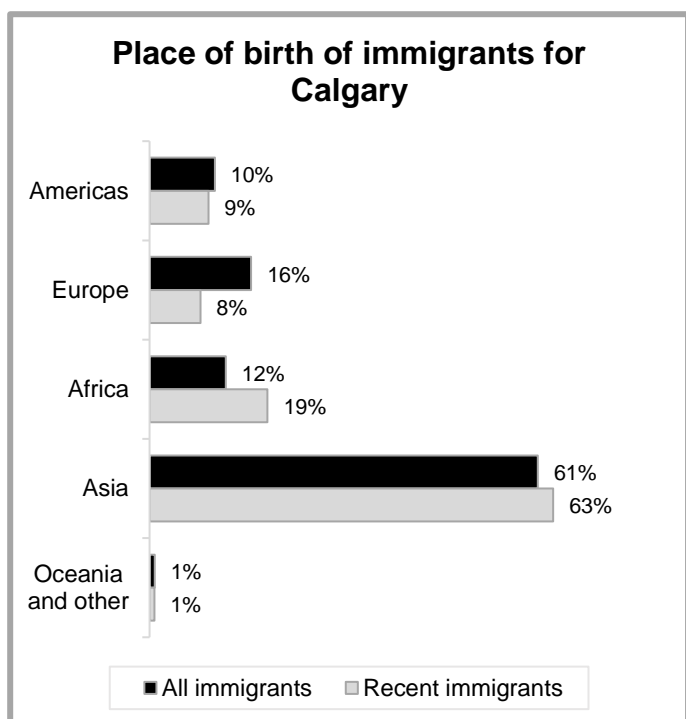 Place of birth of immigrants for
Calgary
Americas
10%
9%
Europe
16%
8%
Africa
12%
19%
Asia
61%
63%
Oceania
and other
1%
1%
All immigrants
Recent immigrants